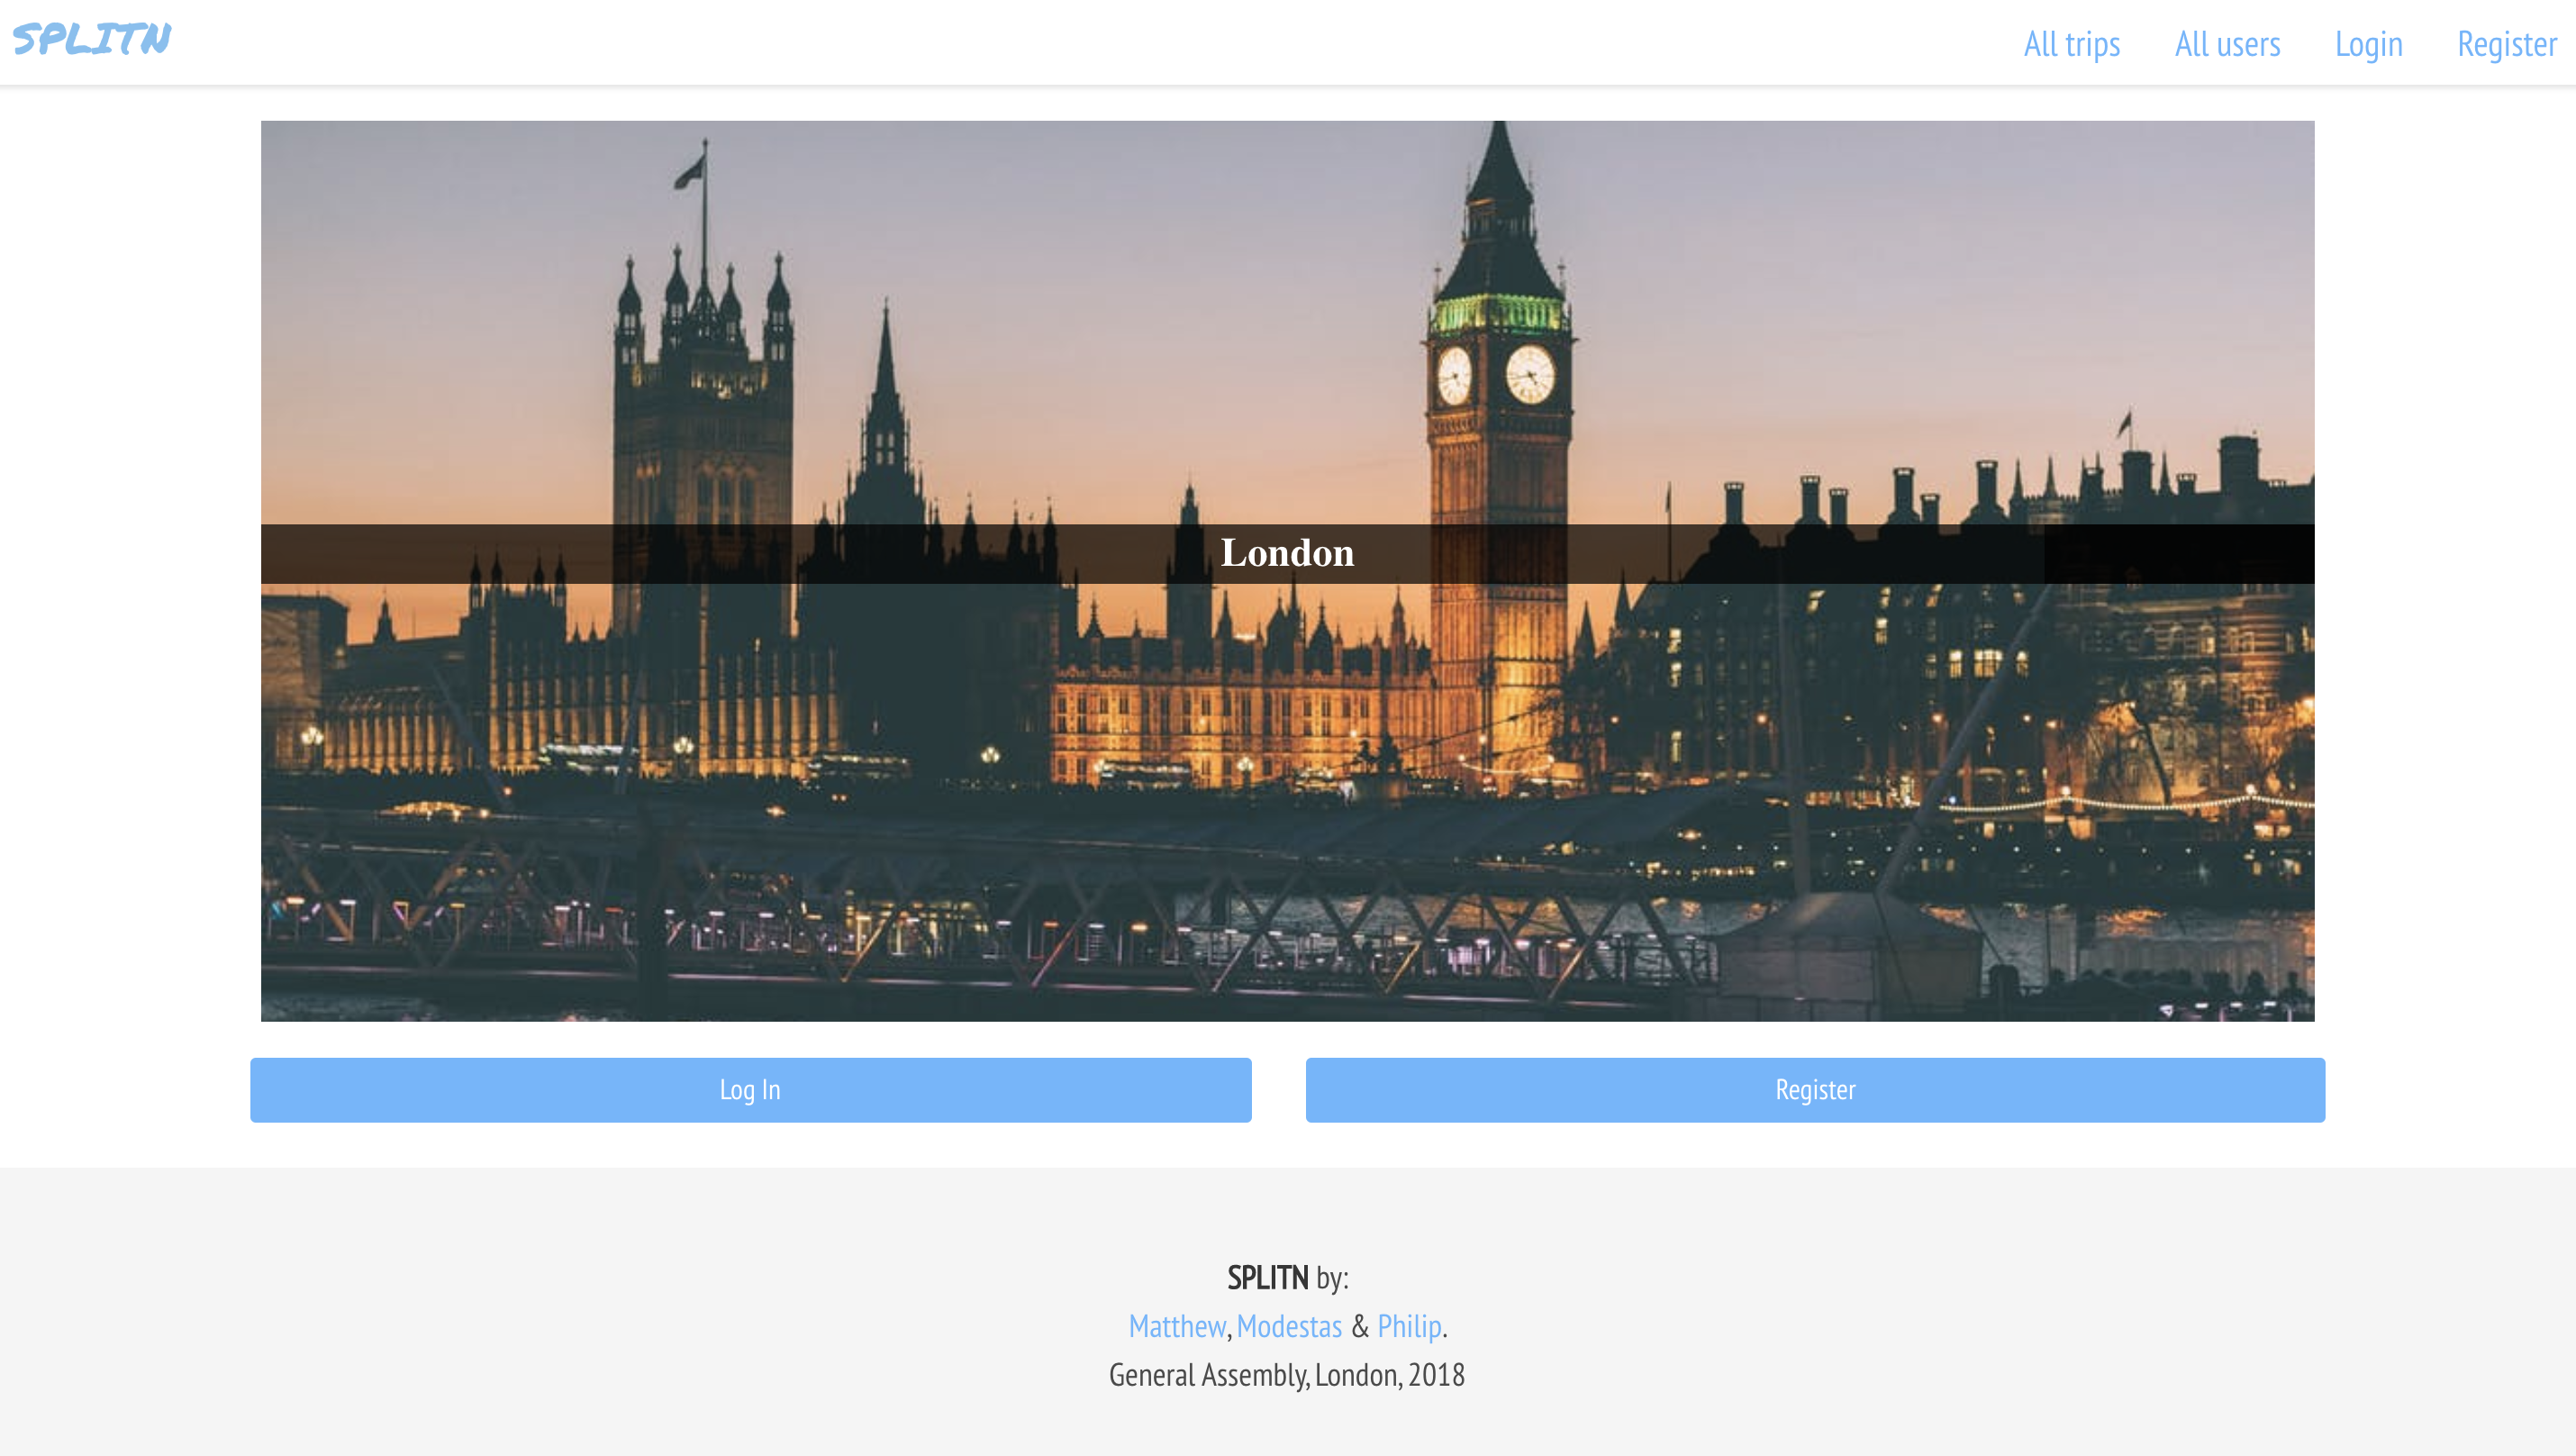 SPLITN
All trips All users Login Register
London
Log In Register
SPLITN by:
Matthew, Modestas & Philip.
General Assembly, London, 2018